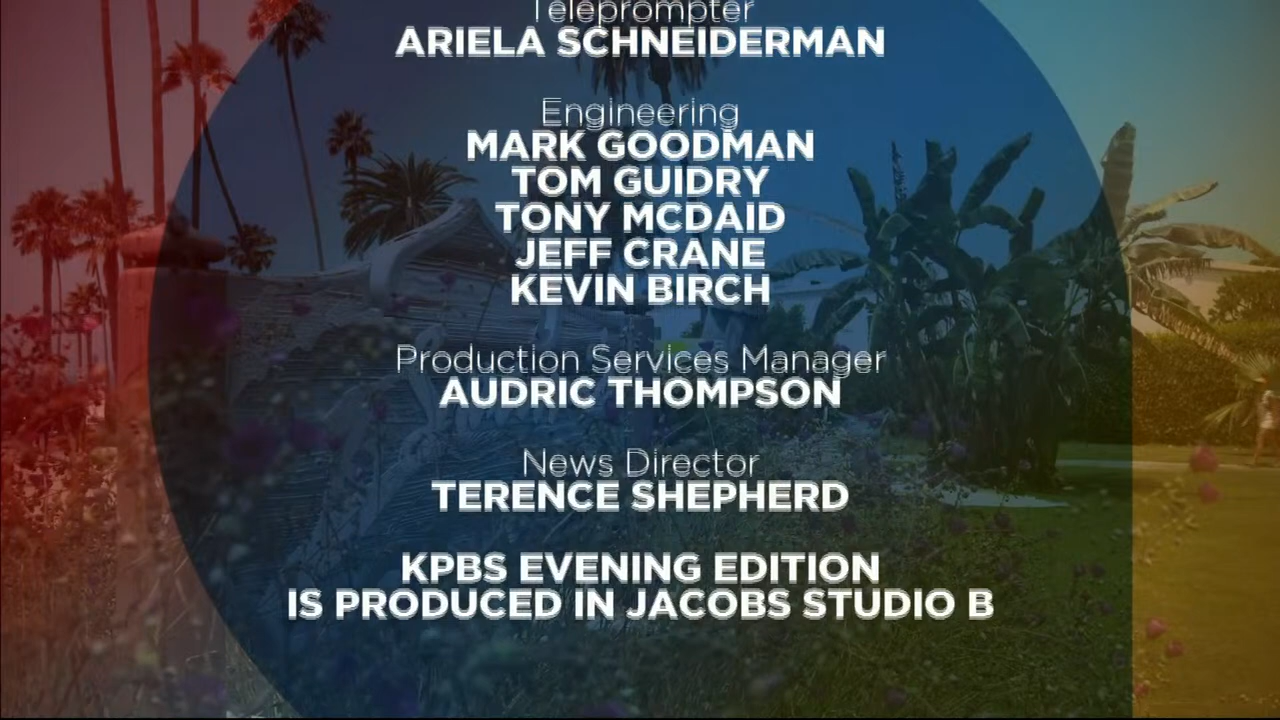 Teleprompter
ARIELA SCHNEIDERMAN
Engineering
MARK GOODMAN
TOM GUIDRY
TONY MCDAID
JEFF CRANE
KEVIN BIRCH
Production Services Manager
AUDRIC THOMPSON
News Director
TERENCE SHEPHERD
KPBS EVENING EDITION
IS PRODUCED IN JACOBS STUDIO B